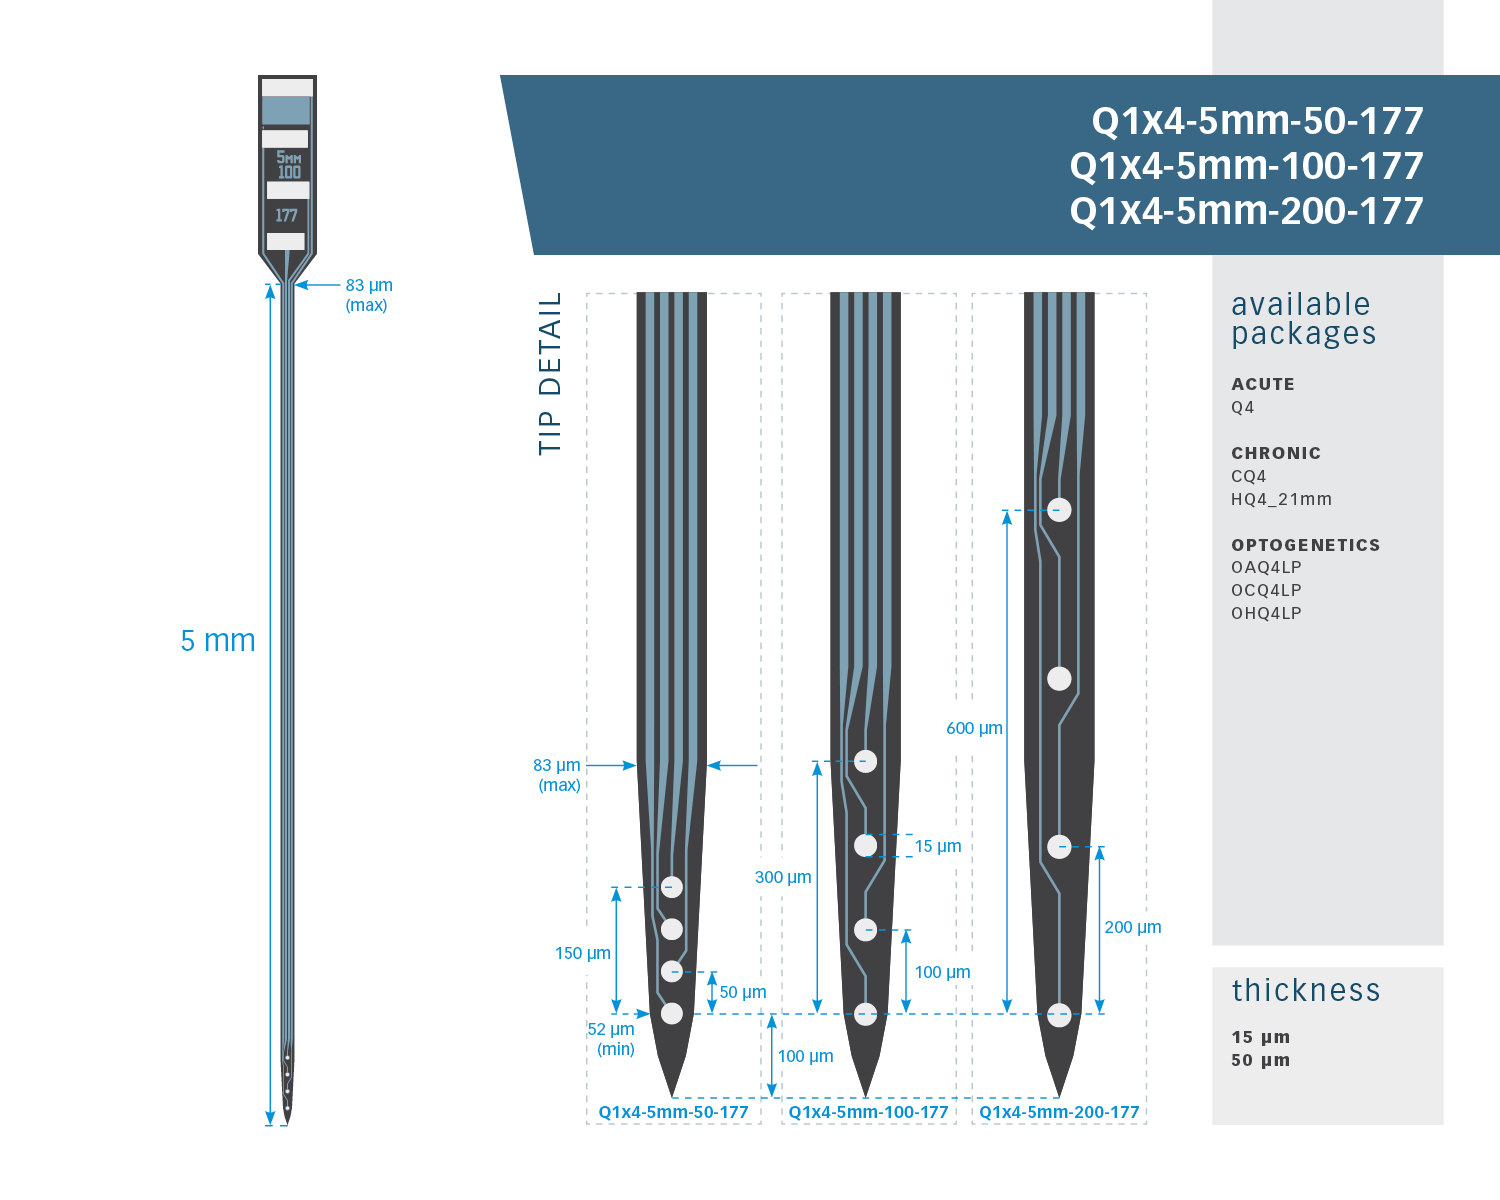 Q1x4-5mm-50-177
Q1x4-5mm-100-177
Q1x4-5mm-200-177
5MM
100
177
83 µm
(max)
5 mm
TIP DETAIL
83 µm
(max)
150 µm
50 µm
52 µm
(min)
100 µm
Q1x4-5mm-50-177
300 µm
15 µm
100 µm
Q1x4-5mm-100-177
600 µm
200 µm
Q1x4-5mm-200-177
available
packages
ACUTE
Q4
CHRONIC
CQ4
HQ4_21mm
OPTOGENETICS
OAQ4LP
OCQ4LP
OHQ4LP
thickness
15 µm
50 µm